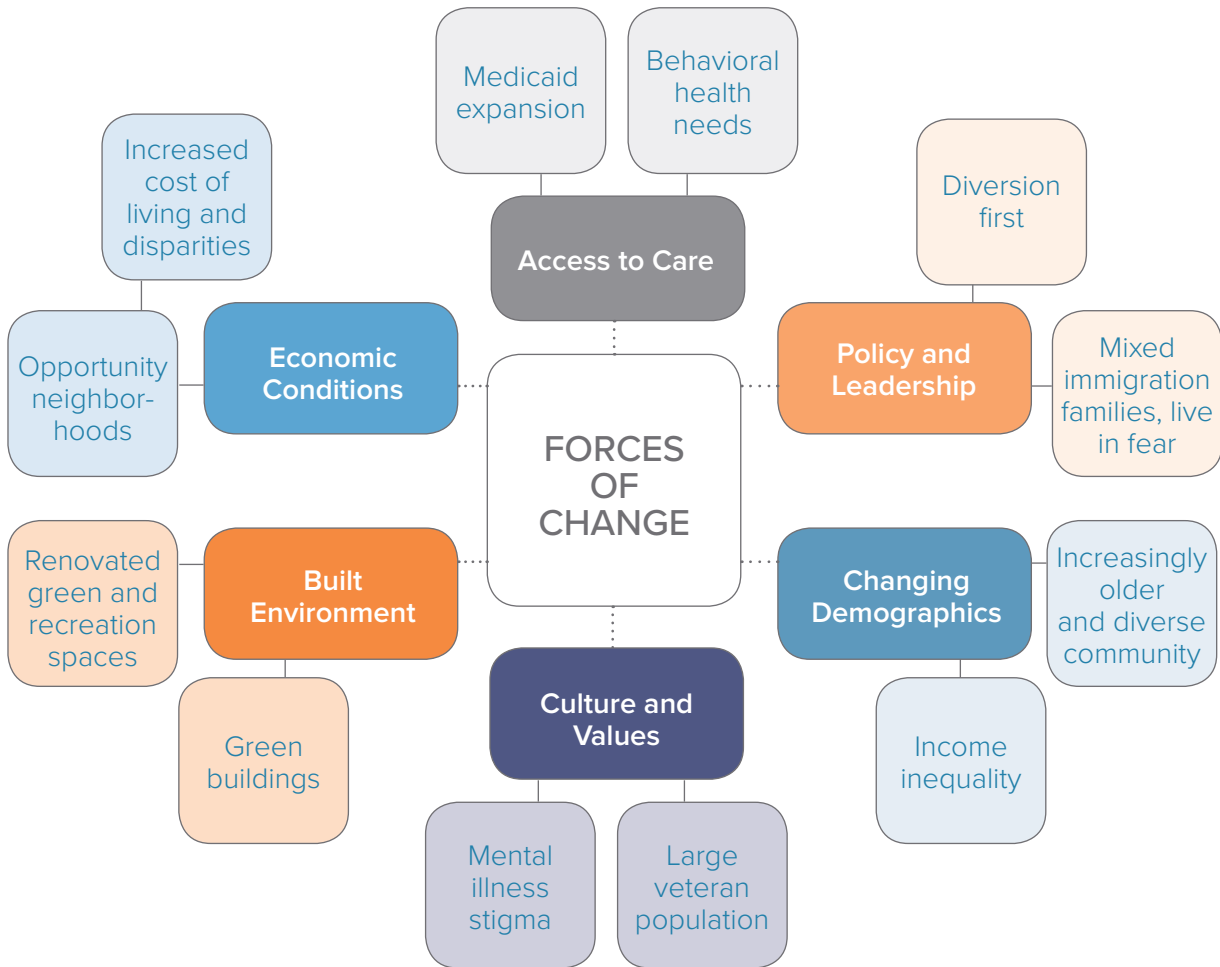 Medicaid
expansion
Behavioral
health
needs
Increased
cost of
living and
disparities
Diversion
first
Access to Care
Opportunity
neighbor-
hoods
Economic
Conditions
Policy and
Leadership
Mixed
immigration
families, live
in fear
FORCES
OF
CHANGE
Renovated
green and
recreation
spaces
Built
Environment
Changing
Demographics
Increasingly
older
and diverse
community
Green
buildings
Culture and
Values
Income
inequality
Mental
illness
stigma
Large
veteran
population